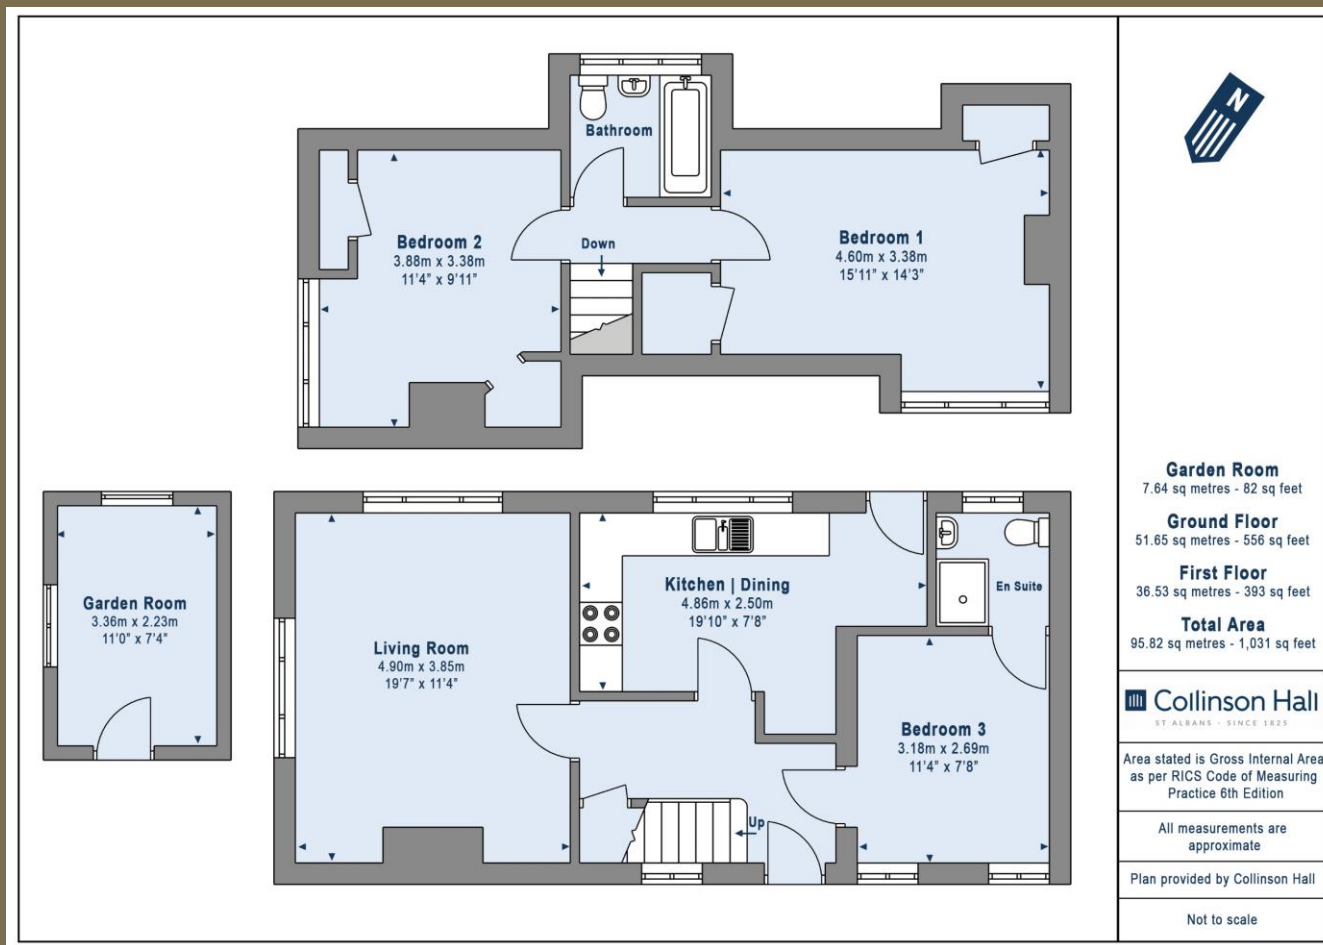 Bathroom
Bedroom 2
3.88m x 3.38m
11'4" x 9'11"
Down
Bedroom 1
4.60m x 3.38m
15'11" x 14'3"
Garden Room
3.36m x 2.23m
11'0" x 7'4"
Living Room
4.90m x 3.85m
19'7" x 11'4"
Kitchen | Dining
4.86m x 2.50m
19'10" x 7'8"
En Suite
Bedroom 3
3.18m x 2.69m
11'4" x 7'8"
Up
N
Garden Room
7.64 sq metres - 82 sq feet
Ground Floor
51.65 sq metres - 556 sq feet
First Floor
36.53 sq metres - 393 sq feet
Total Area
95.82 sq metres - 1,031 sq feet
Collinson Hall
ST ALBANS - SINCE 1825
Area stated is Gross Internal Area
as per RICS Code of Measuring
Practice 6th Edition
All measurements are
approximate
Plan provided by Collinson Hall
Not to scale